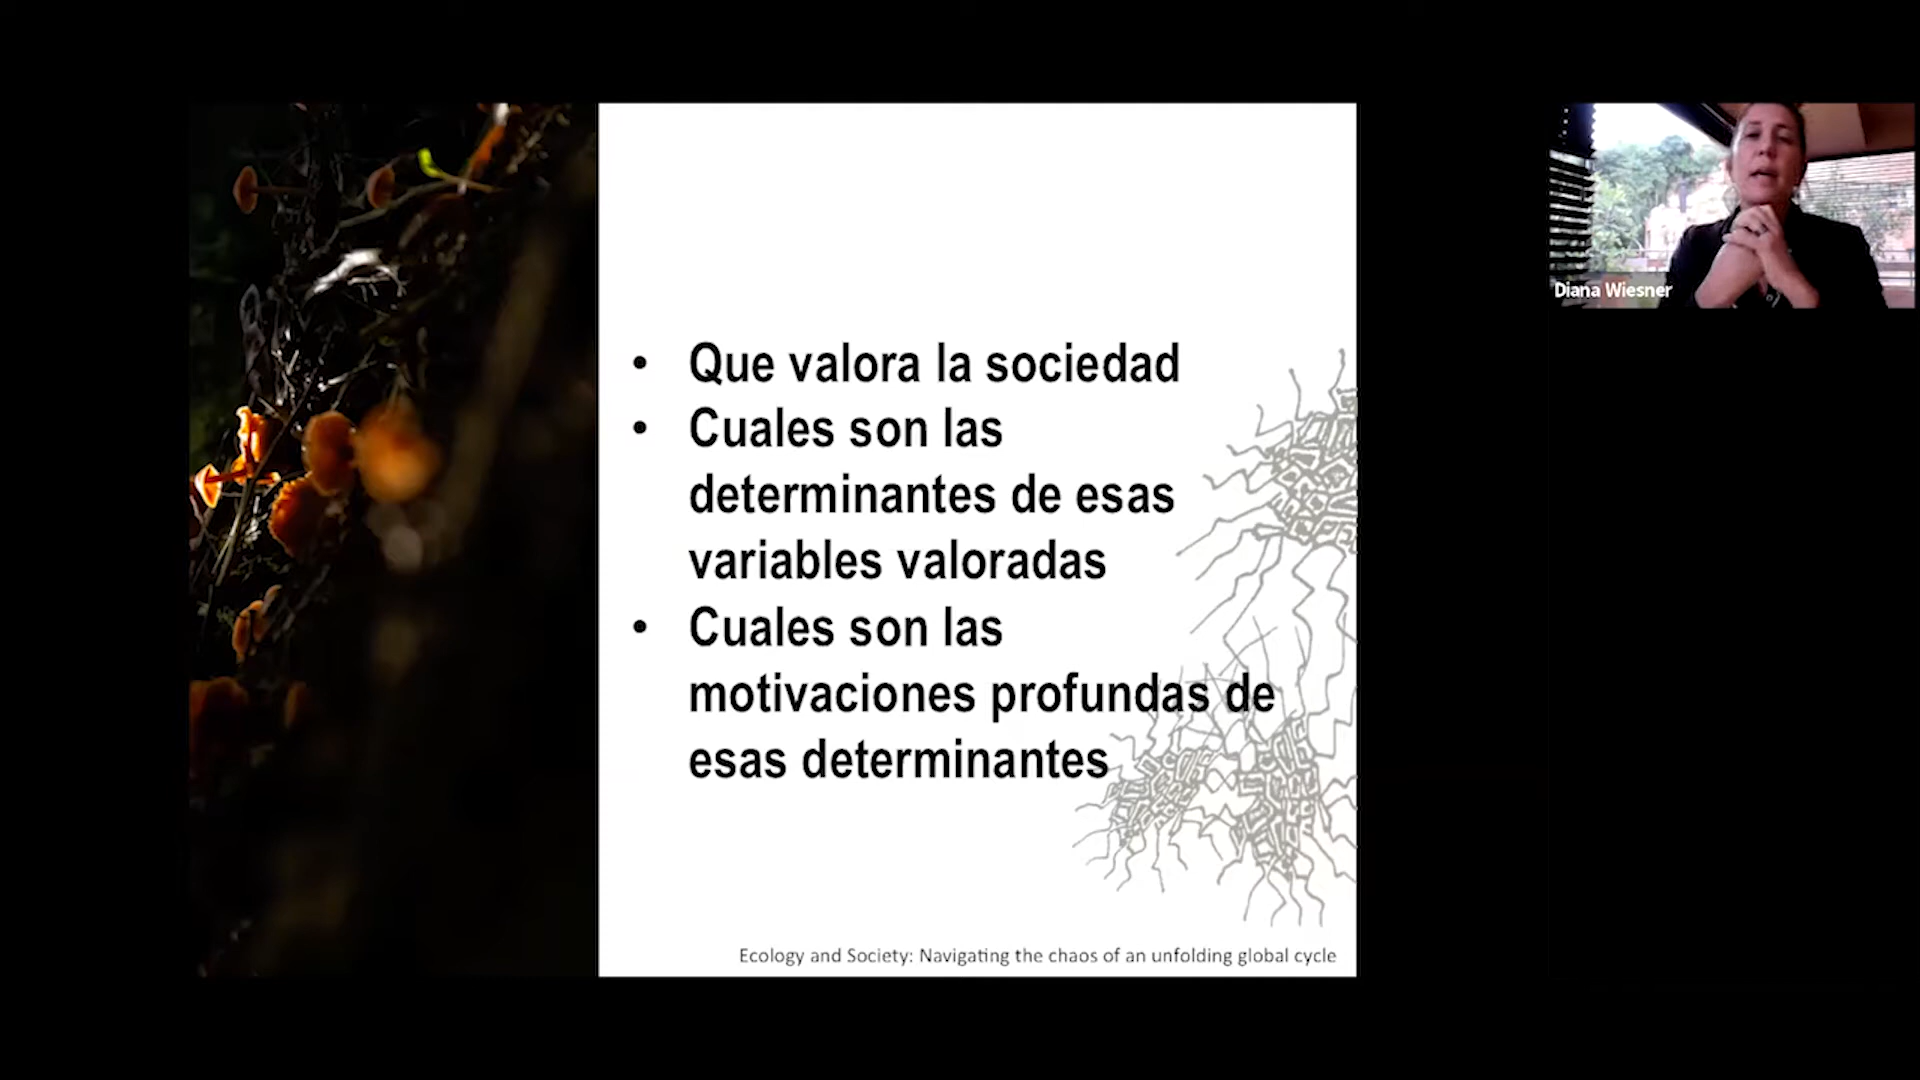 • Que valora la sociedad
• Cuales son las
determinantes de esas
variables valoradas
• Cuales son las
motivaciones profundas de
esas determinantes
Ecology and Society: Navigating the chaos of an unfolding global cycle
Diana Wiesner